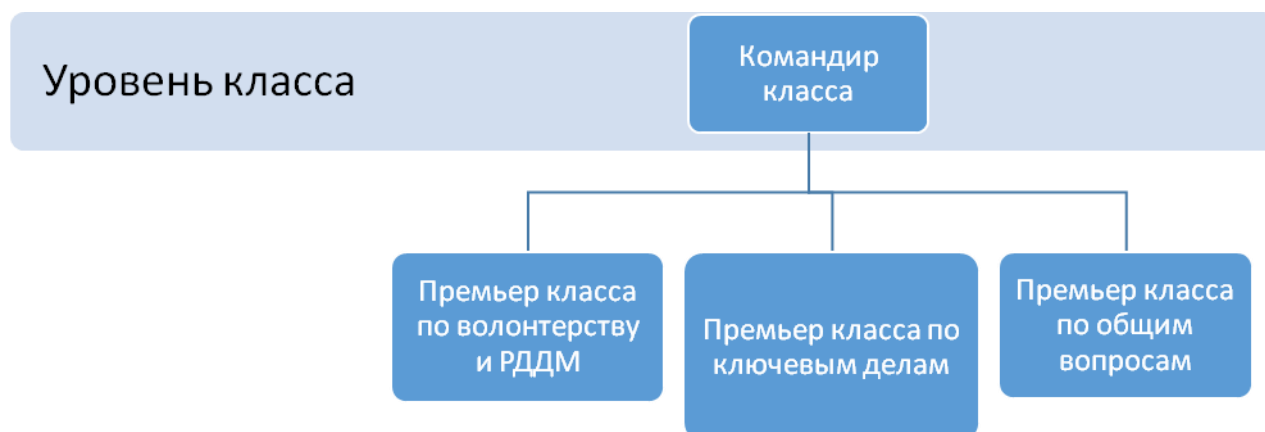 Уровень класса
Командир
класса
Премьер класса
по волонтерству
и РДДМ
Премьер класса по
ключевым делам
Премьер класса
по общим
вопросам